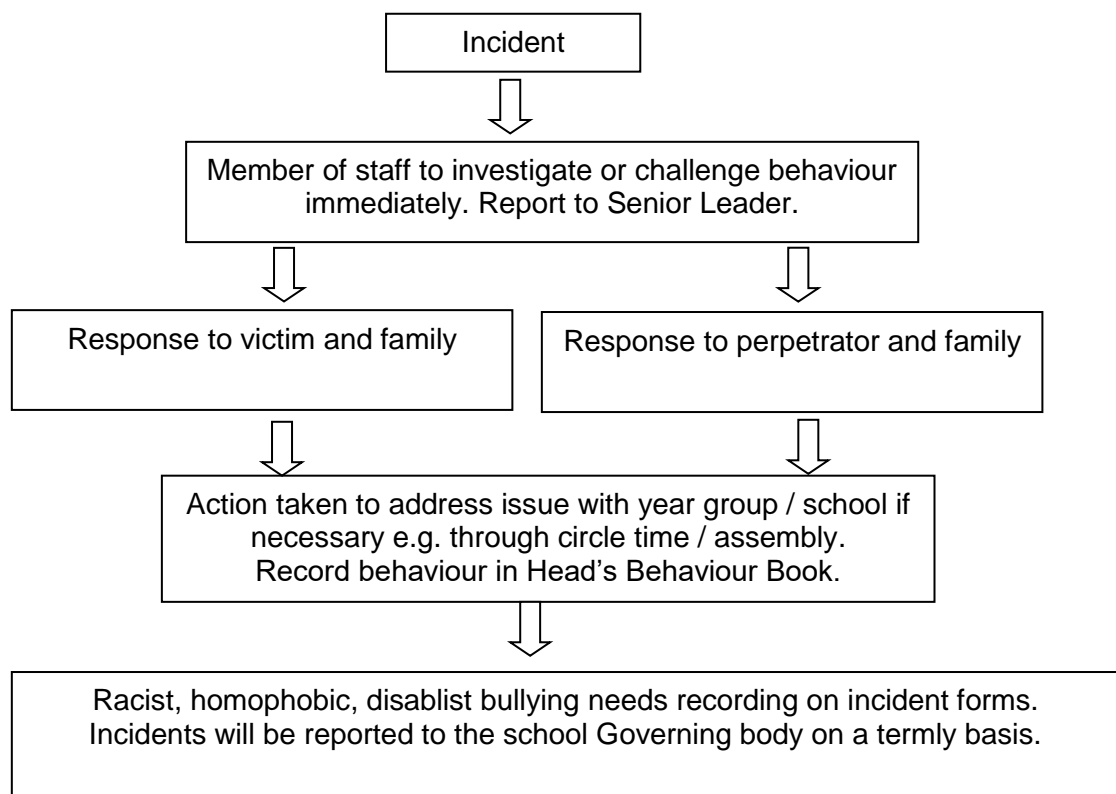 Incident
Member of staff to investigate or challenge behaviour
immediately. Report to Senior Leader.
Response to victim and family
Response to perpetrator and family
Action taken to address issue with year group / school if
necessary e.g. through circle time / assembly.
Record behaviour in Head’s Behaviour Book.
Racist, homophobic, disablist bullying needs recording on incident forms.
Incidents will be reported to the school Governing body on a termly basis.